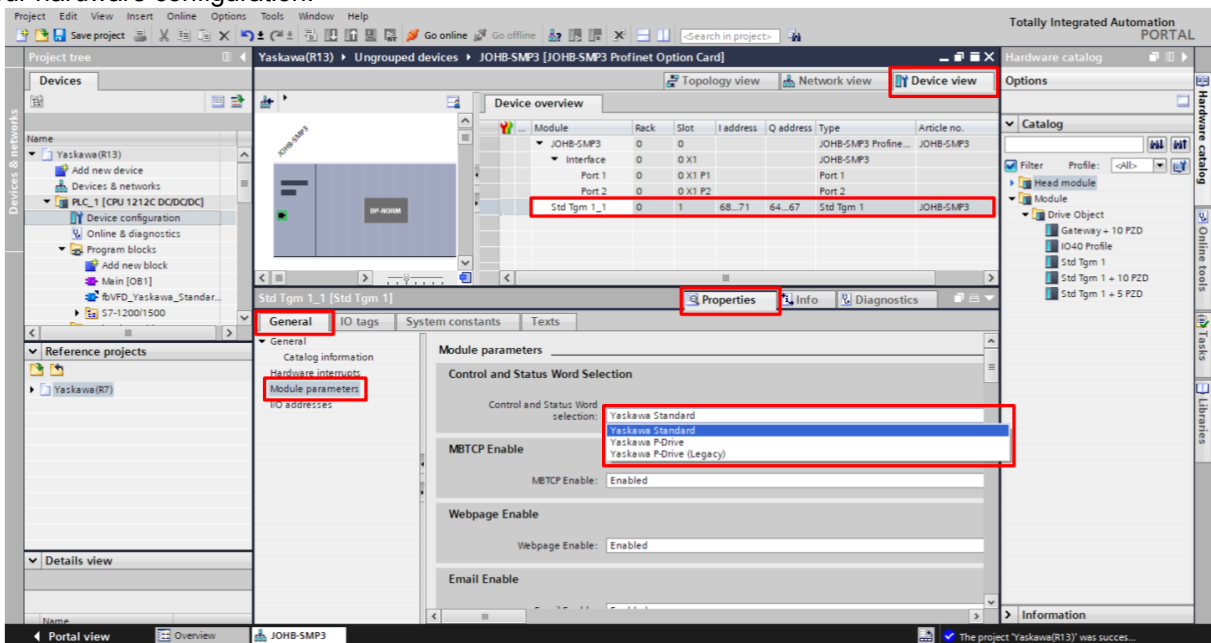 Project Edit View Insert Online Options Tools Window Help
Totally Integrated Automation
PORTAL
Save project Go online Go offline <Search in project>
Project tree
Yaskawa(R13) Ungrouped devices JOHB-SMP3 [JOHB-SMP3 Profinet Option Card]
Hardware catalog
Devices
Topology view Network view Device view
Options
Device overview
Name
Yaskawa(R13)
Add new device
Devices & networks
PLC_1 [CPU 1212C DC/DC/DC]
Device configuration
Online & diagnostics
Program blocks
Add new block
Main [OB1]
fbVFD_Yaskawa_Standar...
S7-1200/1500
JOHB-SMP3
DP-NORM
... Module Rack Slot I address Q address Type Article no.
JOHB-SMP3 0 0 JOHB-SMP3 Profine... JOHB-SMP3
Interface 0 0 X1 JOHB-SMP3
Port 1 0 0 X1 P1 Port 1
Port 2 0 0 X1 P2 Port 2
Std Tgm 1_1 0 1 68...71 64...67 Std Tgm 1 JOHB-SMP3
Catalog
Filter Profile: <All>
Head module
Module
Drive Object
Gateway + 10 PZD
IO40 Profile
Std Tgm 1
Std Tgm 1 + 10 PZD
Std Tgm 1 + 5 PZD
Std Tgm 1_1 [Std Tgm 1]
Properties Info Diagnostics
General IO tags System constants Texts
General
Catalog information
Hardware interrupts
Module parameters
I/O addresses
Module parameters
Control and Status Word Selection
Control and Status Word
selection: Yaskawa Standard
Yaskawa Standard
Yaskawa P-Drive
Yaskawa P-Drive (Legacy)
MBTCP Enable
MBTCP Enable: Enabled
Webpage Enable
Webpage Enable: Enabled
Email Enable
Reference projects
Yaskawa(R7)
Details view
Name
Information
Devices & networks
Hardware catalog
Online tools
Tasks
Libraries
Portal view Overview JOHB-SMP3
The project 'Yaskawa(R13)' was succes...